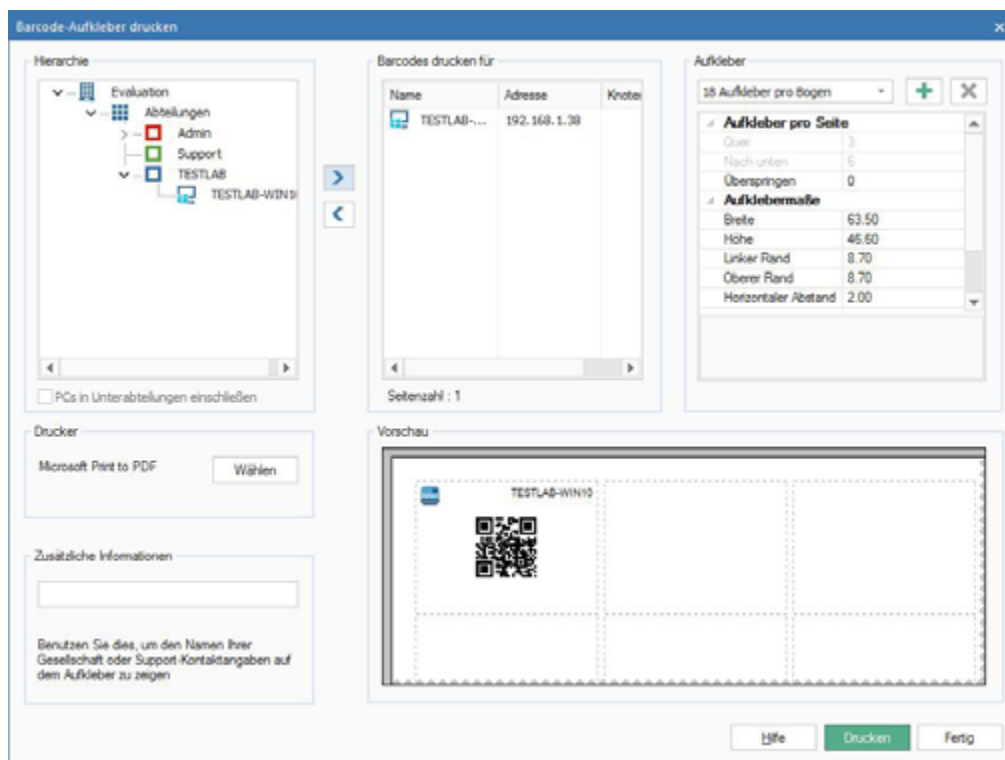 Barcode-Aufkleber drucken
Hierarchie
Evaluation
Abteilungen
Admin
Support
TESTLAB
TESTLAB-WIN1
PCs in Unterabteilungen einschließen
Barcodes drucken für
Name Adresse Knoten
TESTLAB-... 192.168.1.38
Seitenzahl : 1
Aufkleber
18 Aufkleber pro Bogen
Aufkleber pro Seite
Quer 3
Nach unten 6
Überspringen 0
Aufklebermaße
Breite 63.50
Höhe 46.60
Linker Rand 8.70
Oberer Rand 8.70
Horizontaler Abstand 2.00
Drucker
Microsoft Print to PDF
Wählen
Zusätzliche Informationen
Benutzen Sie dies, um den Namen Ihrer
Gesellschaft oder Support-Kontaktangaben auf
dem Aufkleber zu zeigen
Vorschau
TESTLAB-WIN10
Hilfe
Drucken
Fertig